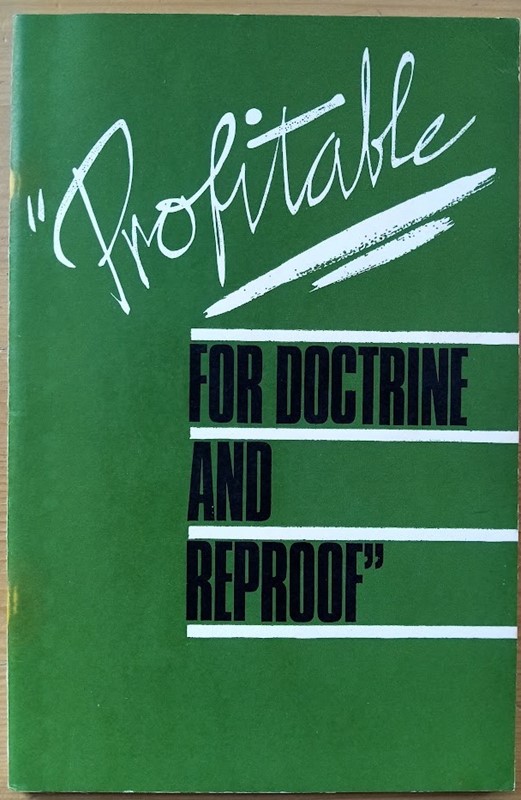 "Profitable
FOR DOCTRINE
AND
REPROOF”